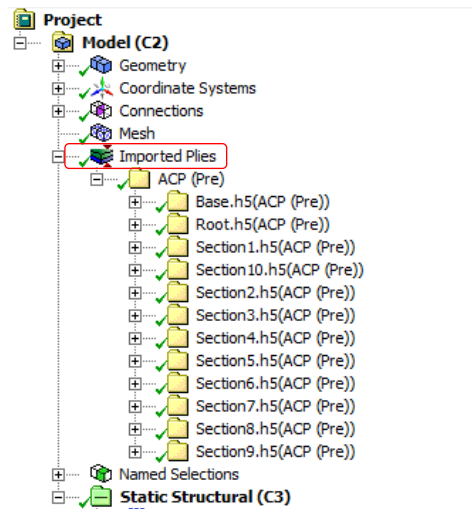 Project
Model (C2)
Geometry
Coordinate Systems
Connections
Mesh
Imported Plies
ACP (Pre)
Base.h5(ACP (Pre))
Root.h5(ACP (Pre))
Section1.h5(ACP (Pre))
Section10.h5(ACP (Pre))
Section2.h5(ACP (Pre))
Section3.h5(ACP (Pre))
Section4.h5(ACP (Pre))
Section5.h5(ACP (Pre))
Section6.h5(ACP (Pre))
Section7.h5(ACP (Pre))
Section8.h5(ACP (Pre))
Section9.h5(ACP (Pre))
Named Selections
Static Structural (C3)